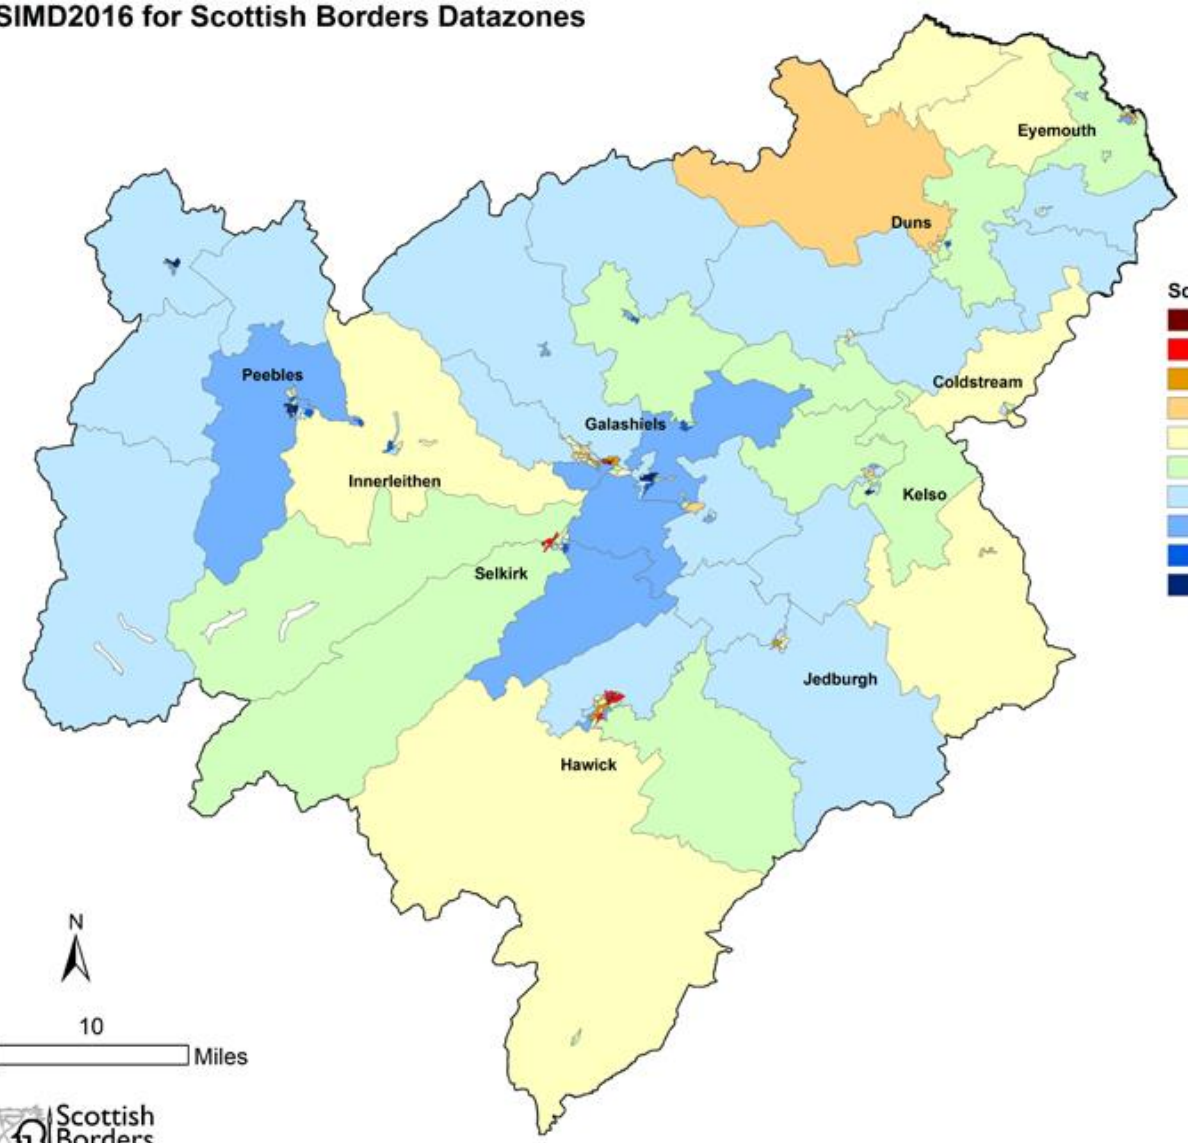 SIMD2016 for Scottish Borders Datazones
Eyemouth
Duns
Sc
Peebles
Coldstream
Galashiels
Innerleithen
Kelso
Selkirk
Jedburgh
Hawick
N
10
Miles
Scottish
Borders